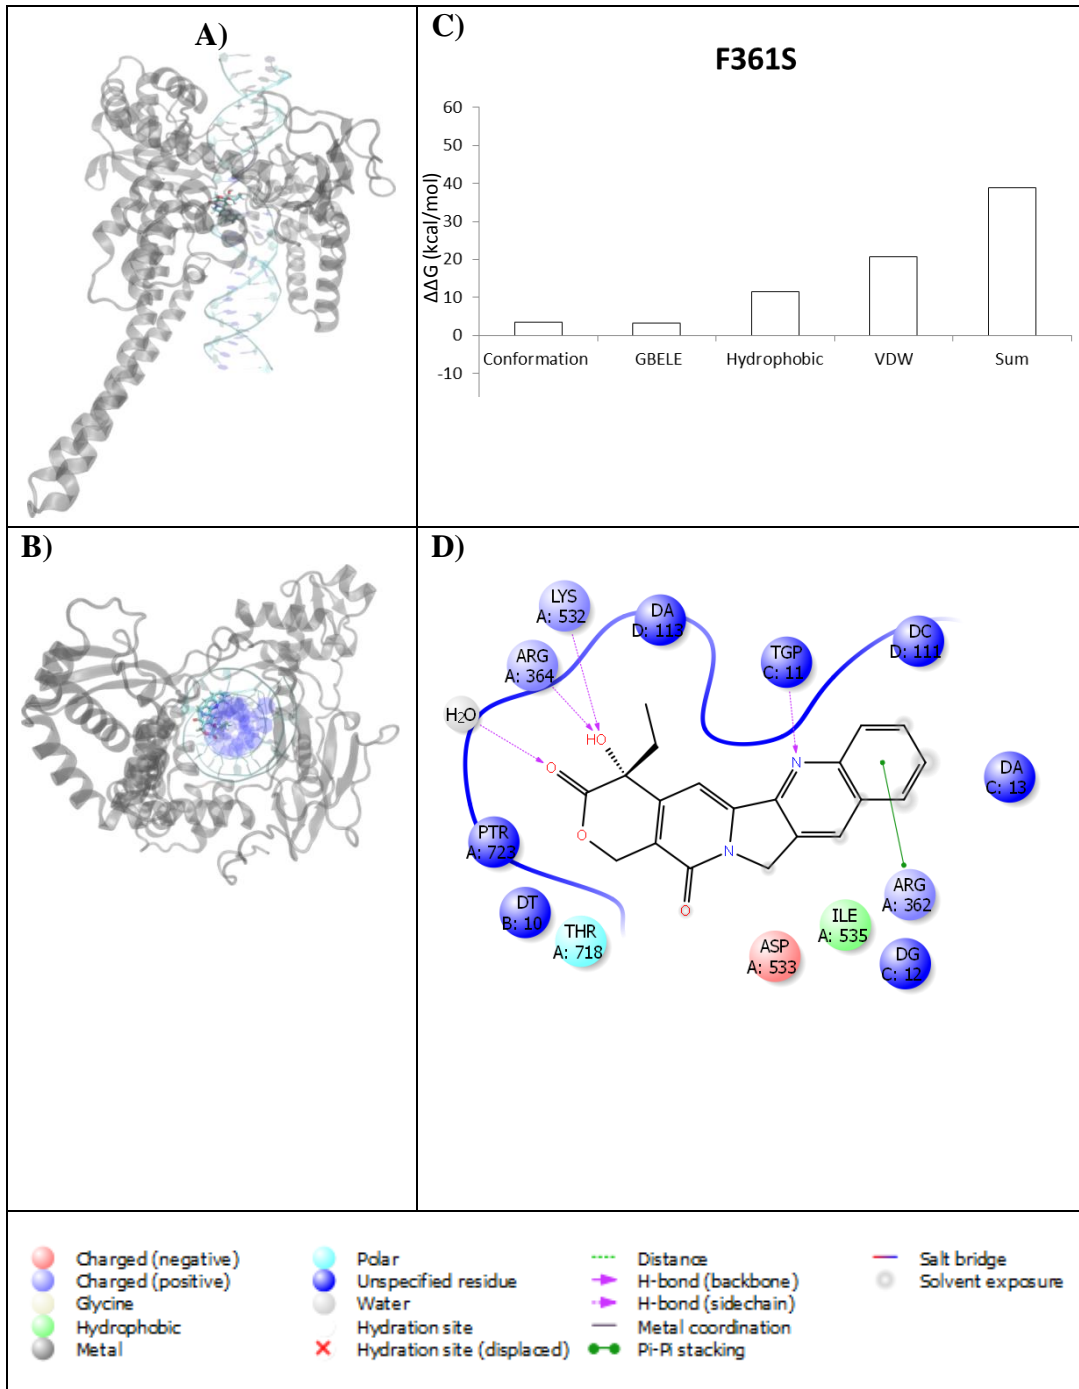 A)
C)
F361S
ΔΔG (kcal/mol)
60
50
40
30
20
10
0
-10
Conformation GBELE Hydrophobic VDW Sum
B)
D)
LYS
A: 532
DA
D: 113
ARG
A: 364
TGP
C: 11
DC
D: 111
H₂O
HO
O
N
DA
C: 13
PTR
A: 723
O
N
O
ARG
A: 362
DT
B: 10
THR
A: 718
ILE
A: 535
ASP
A: 533
DG
C: 12
Charged (negative)
Charged (positive)
Glycine
Hydrophobic
Metal
Polar
Unspecified residue
Water
Hydration site
Hydration site (displaced)
Distance
H-bond (backbone)
H-bond (sidechain)
Metal coordination
Pi-Pi stacking
Salt bridge
Solvent exposure